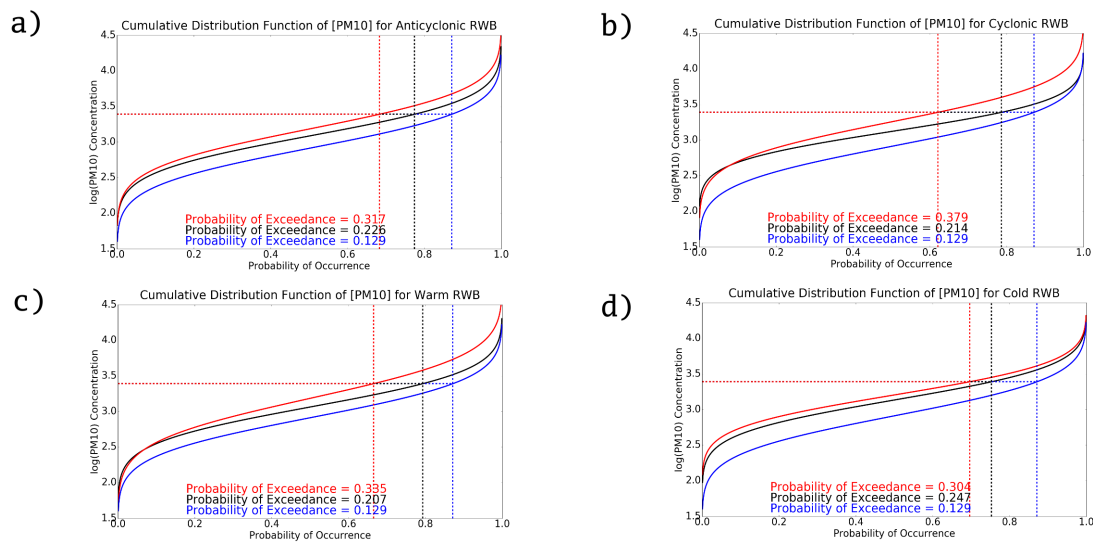 a)
Cumulative Distribution Function of [PM10] for Anticyclonic RWB
log(PM10) Concentration
4.5
4.0
3.5
3.0
2.5
2.0
1.5
Probability of Exceedance = 0.317
Probability of Exceedance = 0.226
Probability of Exceedance = 0.129
0.0 0.2 0.4 0.6 0.8 1.0
Probability of Occurrence
b)
Cumulative Distribution Function of [PM10] for Cyclonic RWB
log(PM10) Concentration
4.5
4.0
3.5
3.0
2.5
2.0
1.5
Probability of Exceedance = 0.379
Probability of Exceedance = 0.214
Probability of Exceedance = 0.129
0.0 0.2 0.4 0.6 0.8 1.0
Probability of Occurrence
c)
Cumulative Distribution Function of [PM10] for Warm RWB
log(PM10) Concentration
4.5
4.0
3.5
3.0
2.5
2.0
1.5
Probability of Exceedance = 0.335
Probability of Exceedance = 0.207
Probability of Exceedance = 0.129
0.0 0.2 0.4 0.6 0.8 1.0
Probability of Occurrence
d)
Cumulative Distribution Function of [PM10] for Cold RWB
log(PM10) Concentration
4.5
4.0
3.5
3.0
2.5
2.0
1.5
Probability of Exceedance = 0.304
Probability of Exceedance = 0.247
Probability of Exceedance = 0.129
0.0 0.2 0.4 0.6 0.8 1.0
Probability of Occurrence